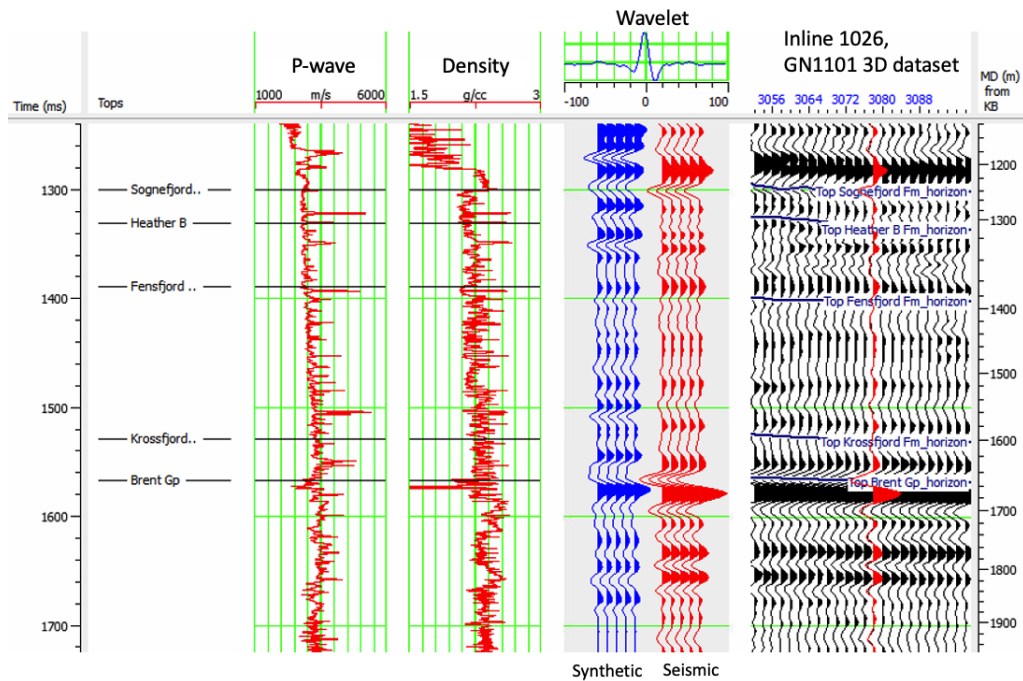 Wavelet
Inline 1026,
GN1101 3D dataset
P-wave
Density
MD (m)
from
KB
Time (ms)
Tops
1000 m/s 6000
1.5 g/cc 3
-100 0 100
3056 3064 3072 3080 3088
1200
1300
Sognefjord..
Top Sognefjord Fm_horizon
1300
Heather B
Top Heather B Fm_horizon
Fensfjord ..
Top Fensfjord Fm_horizon
1400
1400
1500
1500
Krossfjord..
Top Krossfjord Fm_horizon
1600
Brent Gp
Top Brent Gp_horizon
1600
1700
1800
1700
1900
Synthetic
Seismic